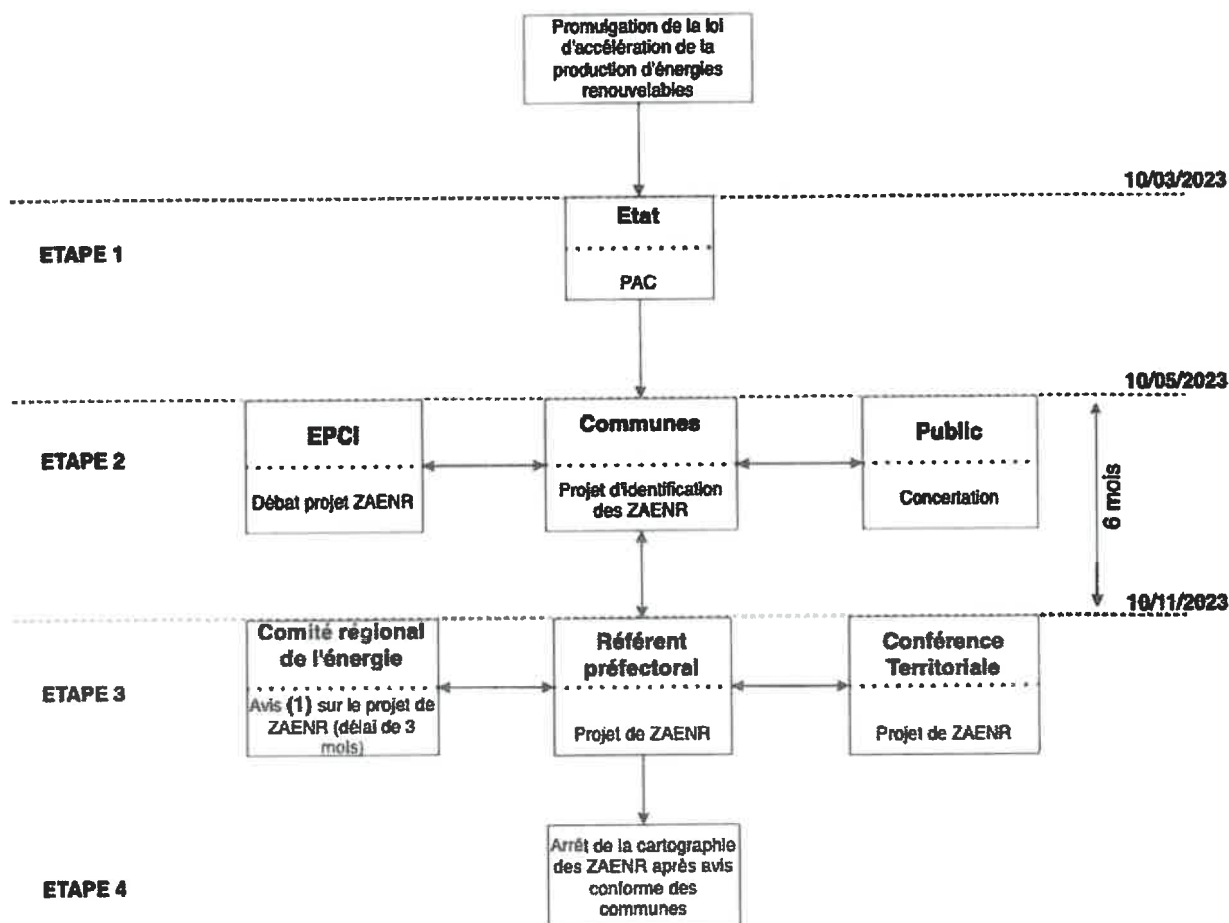 Promulgation de la loi
d'accélération de la
production d'énergies
renouvelables
10/03/2023
Etat
ETAPE 1
PAC
10/05/2023
EPCI
Communes
Public
ETAPE 2
Débat projet ZAENR
Projet d'identification
des ZAENR
Concertation
6 mois
10/11/2023
Comité régional
de l'énergie
Référent
préfectoral
Conférence
Territoriale
ETAPE 3
Avis (1) sur le projet de
ZAENR (délai de 3
mois)
Projet de ZAENR
Projet de ZAENR
Arrêt de la cartographie
des ZAENR après avis
conforme des
communes
ETAPE 4